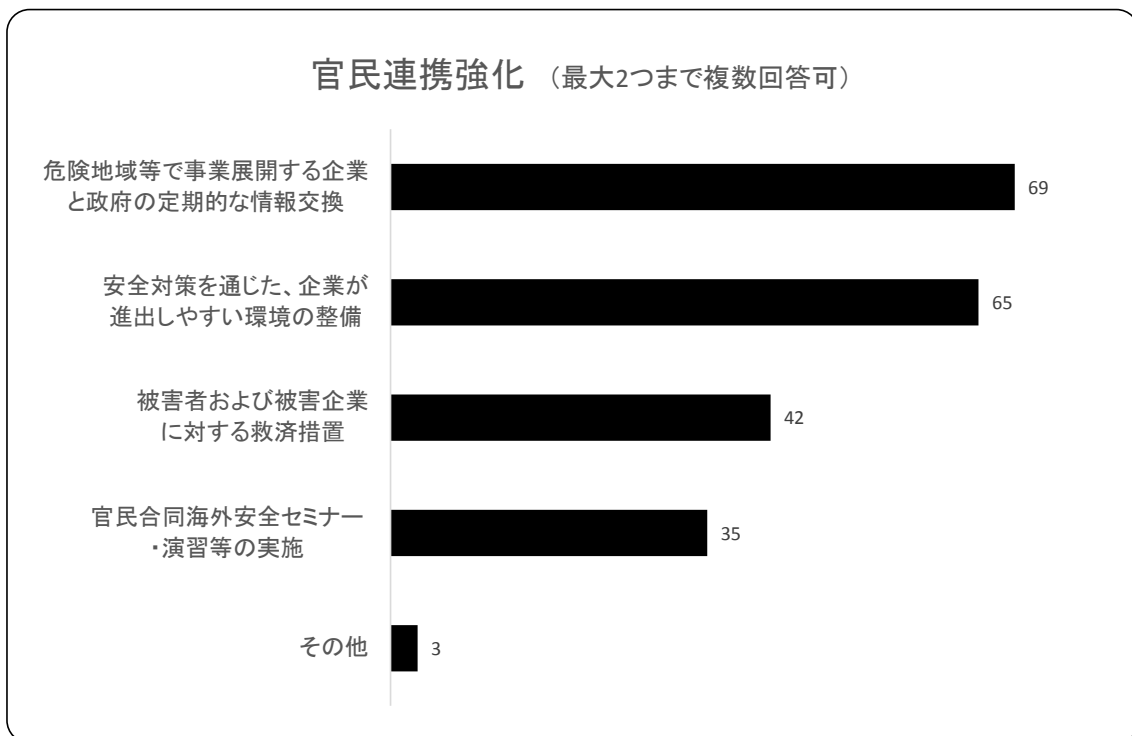 官民連携強化 （最大2つまで複数回答可）
危険地域等で事業展開する企業
と政府の定期的な情報交換
69
安全対策を通じた、企業が
進出しやすい環境の整備
65
被害者および被害企業
に対する救済措置
42
官民合同海外安全セミナー
・演習等の実施
35
その他
3